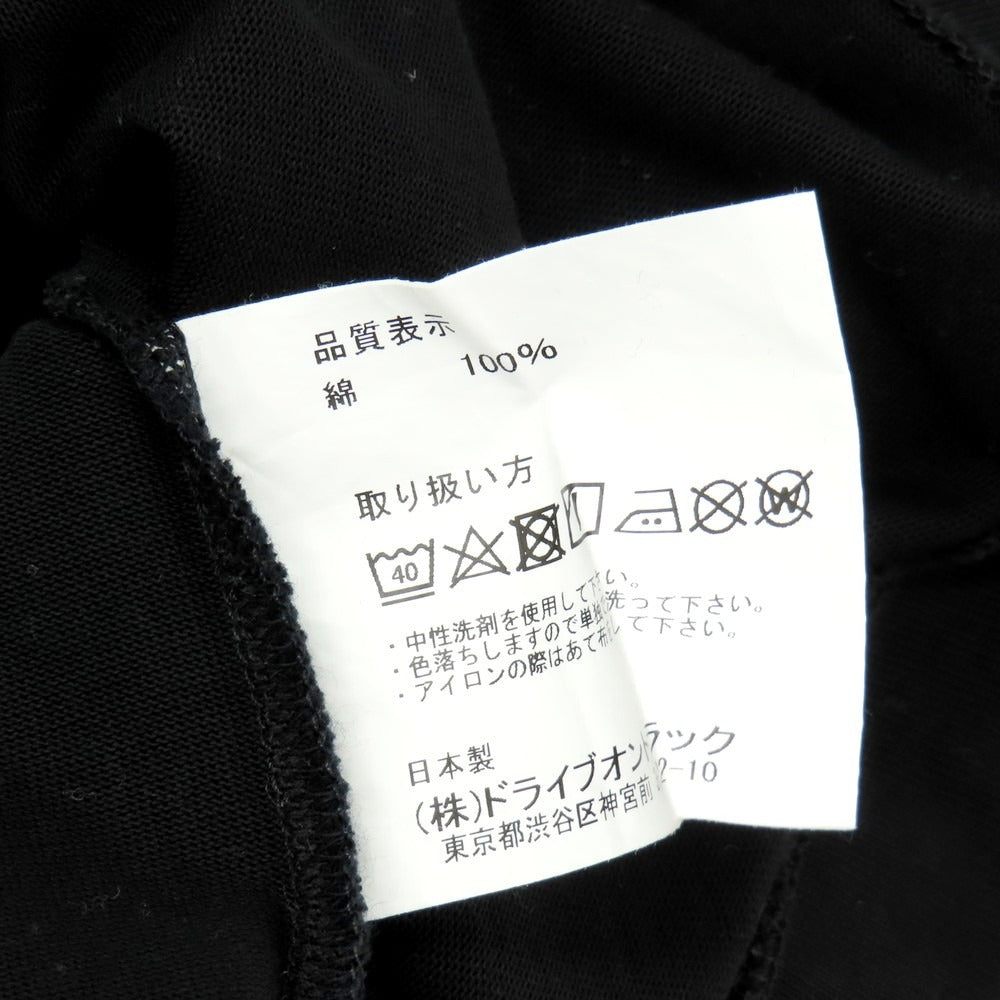 品質表示
綿 100%
取り扱い方
40
W
・中性洗剤を使用して下さい。
・色落ちしますので単独 洗って下さい。
・アイロンの際はあて布 して下さい。
日本製
(株)ドライブオン ラック
東京都渋谷区神宮前 2-10